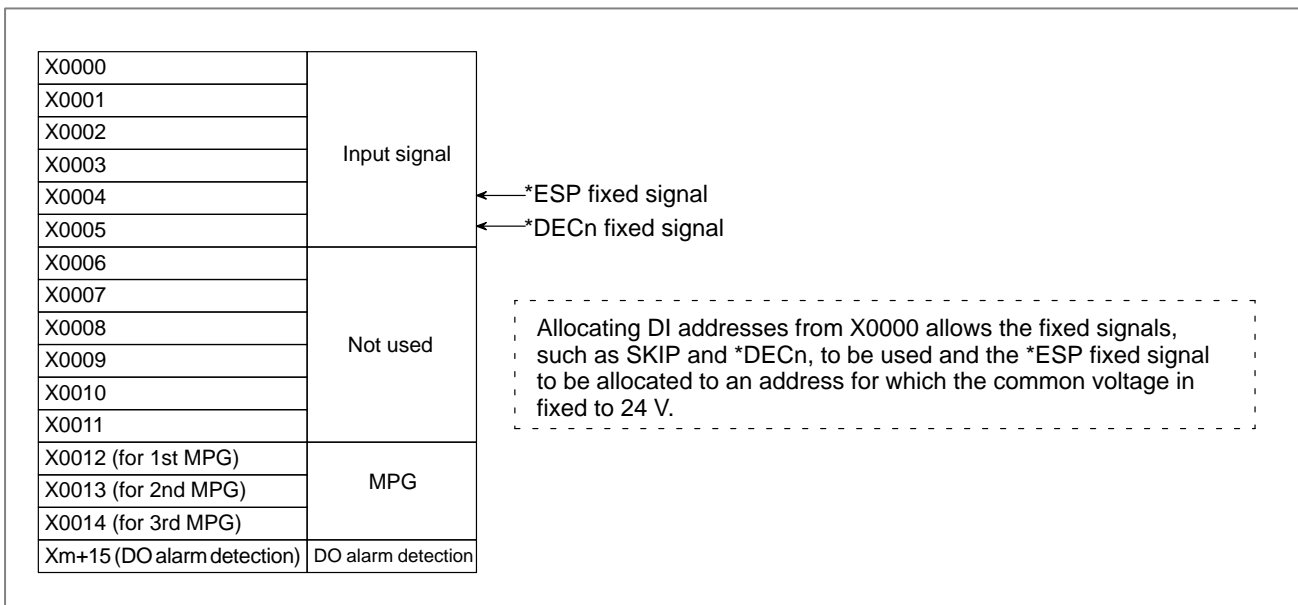 X0000
X0001
X0002
X0003
X0004
X0005
Input signal
*ESP fixed signal
*DECn fixed signal
X0006
X0007
X0008
X0009
X0010
X0011
Not used
Allocating DI addresses from X0000 allows the fixed signals,
such as SKIP and *DECn, to be used and the *ESP fixed signal
to be allocated to an address for which the common voltage in
fixed to 24 V.
X0012 (for 1st MPG)
X0013 (for 2nd MPG)
X0014 (for 3rd MPG)
MPG
Xm+15 (DO alarm detection)
DO alarm detection